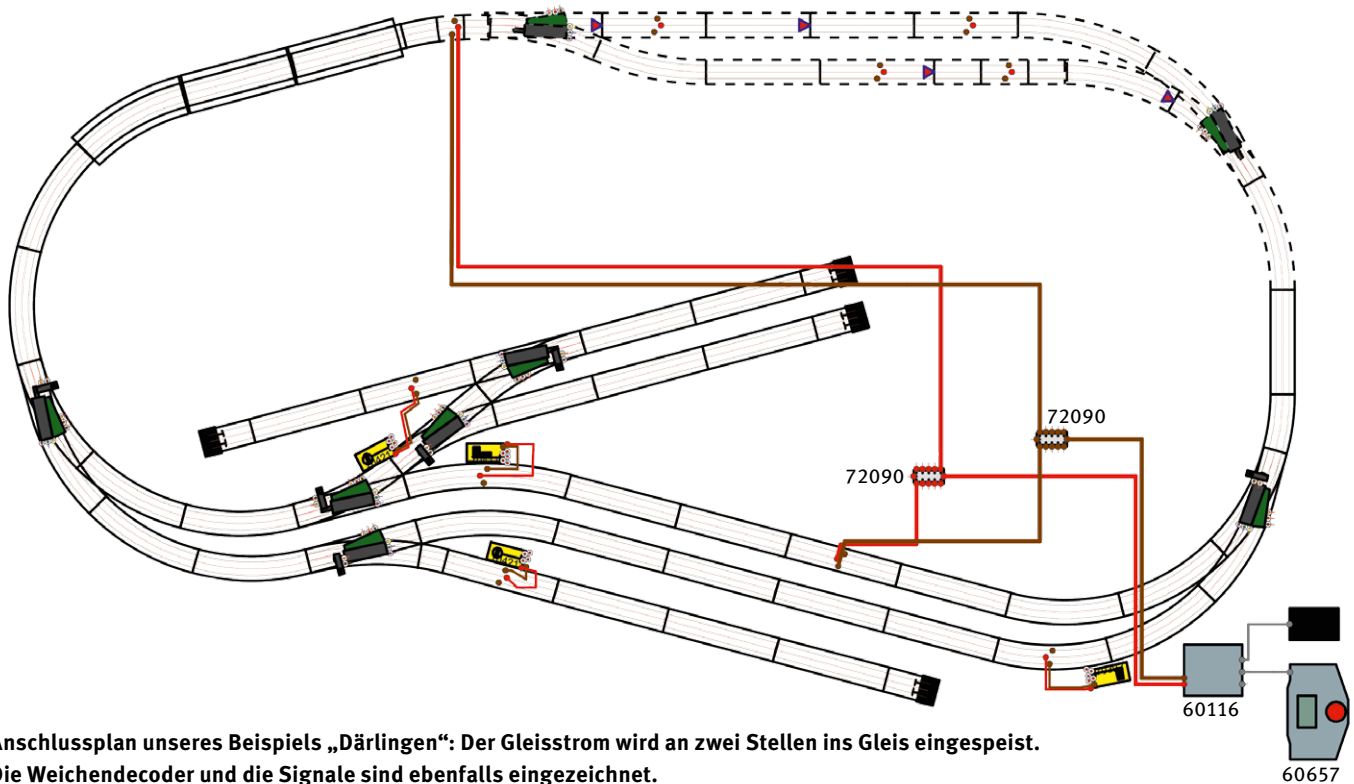 72090
72090
60116
60657
Anschlussplan unseres Beispiels „Därlingen“: Der Gleisstrom wird an zwei Stellen ins Gleis eingespeist.
Die Weichendecoder und die Signale sind ebenfalls eingezeichnet.